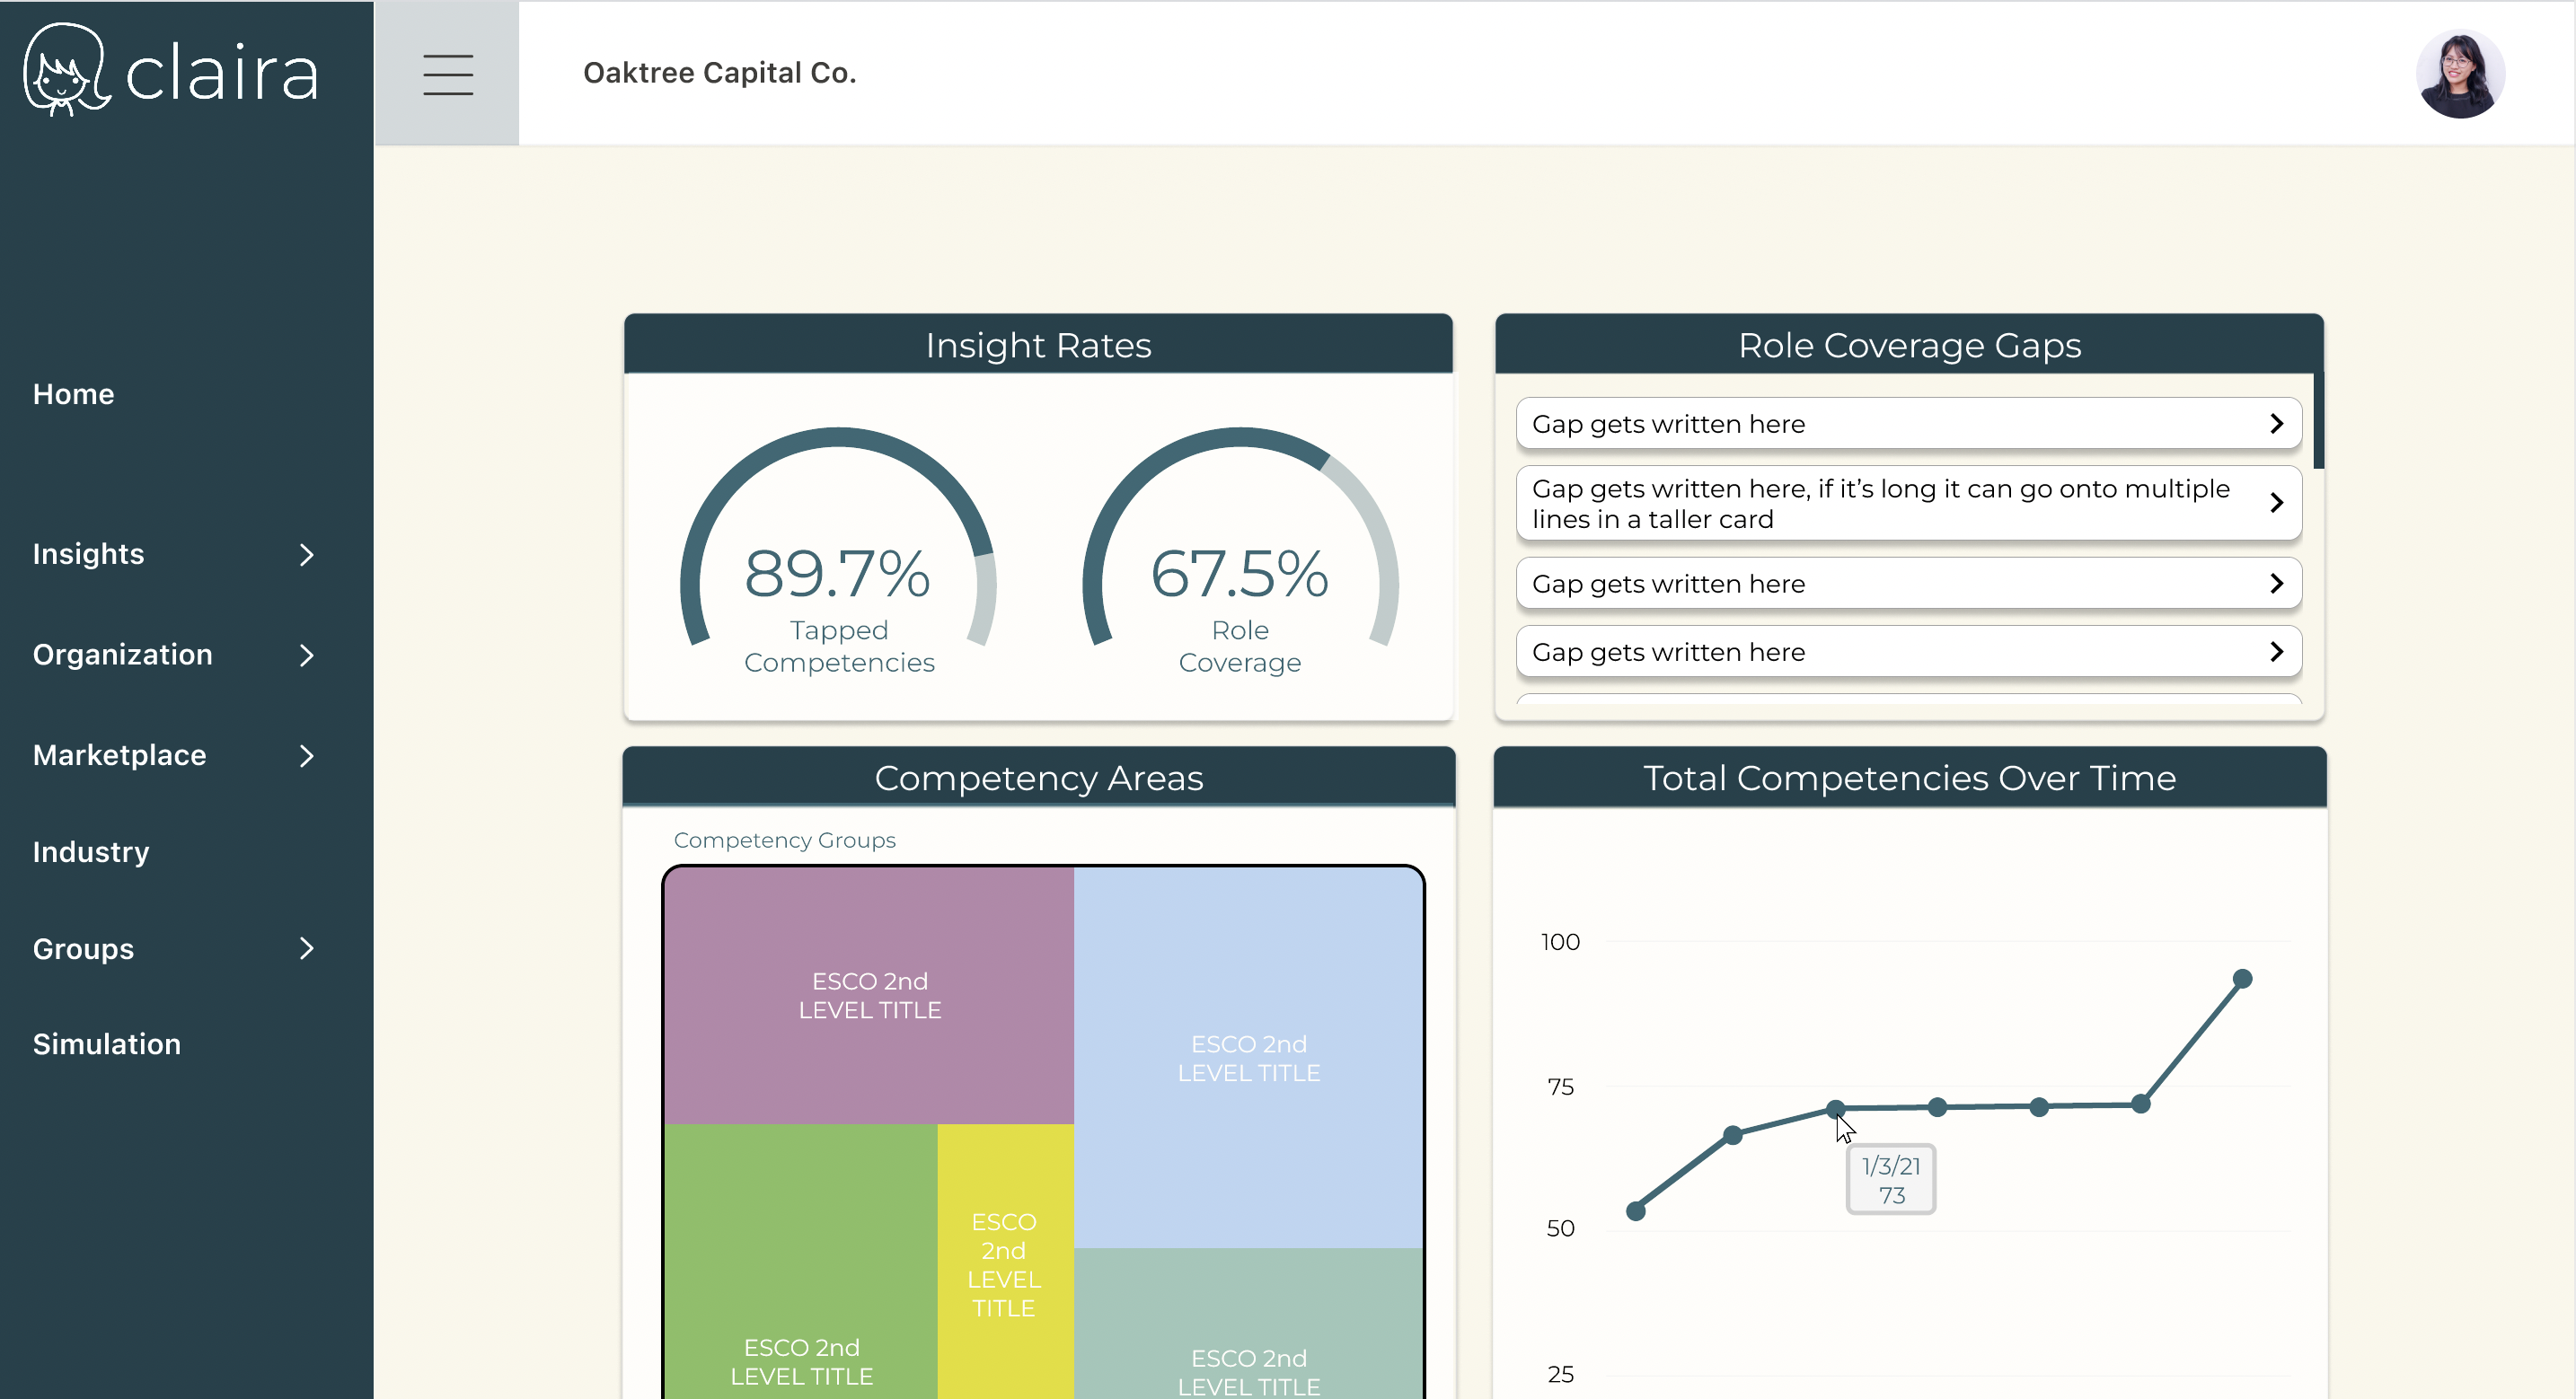 claira
Oaktree Capital Co.
Home
Insights
Organization
Marketplace
Industry
Groups
Simulation
Insight Rates
89.7%
Tapped
Competencies
67.5%
Role
Coverage
Role Coverage Gaps
Gap gets written here
Gap gets written here, if it’s long it can go onto multiple
lines in a taller card
Gap gets written here
Gap gets written here
Competency Areas
Competency Groups
ESCO 2nd
LEVEL TITLE
ESCO 2nd
LEVEL TITLE
ESCO
2nd
LEVEL
TITLE
ESCO 2nd
LEVEL TITLE
ESCO 2nd
LEVEL TITLE
Total Competencies Over Time
100
75
50
25
1/3/21
73